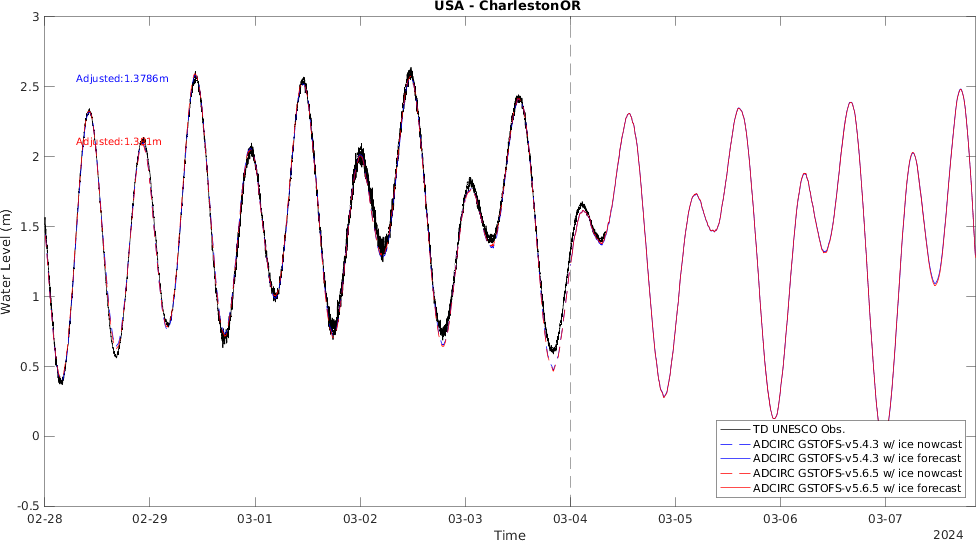 USA - CharlestonOR
3
2.5
2
1.5
1
0.5
0
-0.5
Water Level (m)
Adjusted:1.3786m
02-28
02-29
03-01
03-02
03-03
03-04
03-05
03-06
03-07
Time
2024
TD UNESCO Obs.
ADCIRC GSTOFS-v5.4.3 w/ ice nowcast
ADCIRC GSTOFS-v5.4.3 w/ ice forecast
ADCIRC GSTOFS-v5.6.5 w/ ice nowcast
ADCIRC GSTOFS-v5.6.5 w/ ice forecast